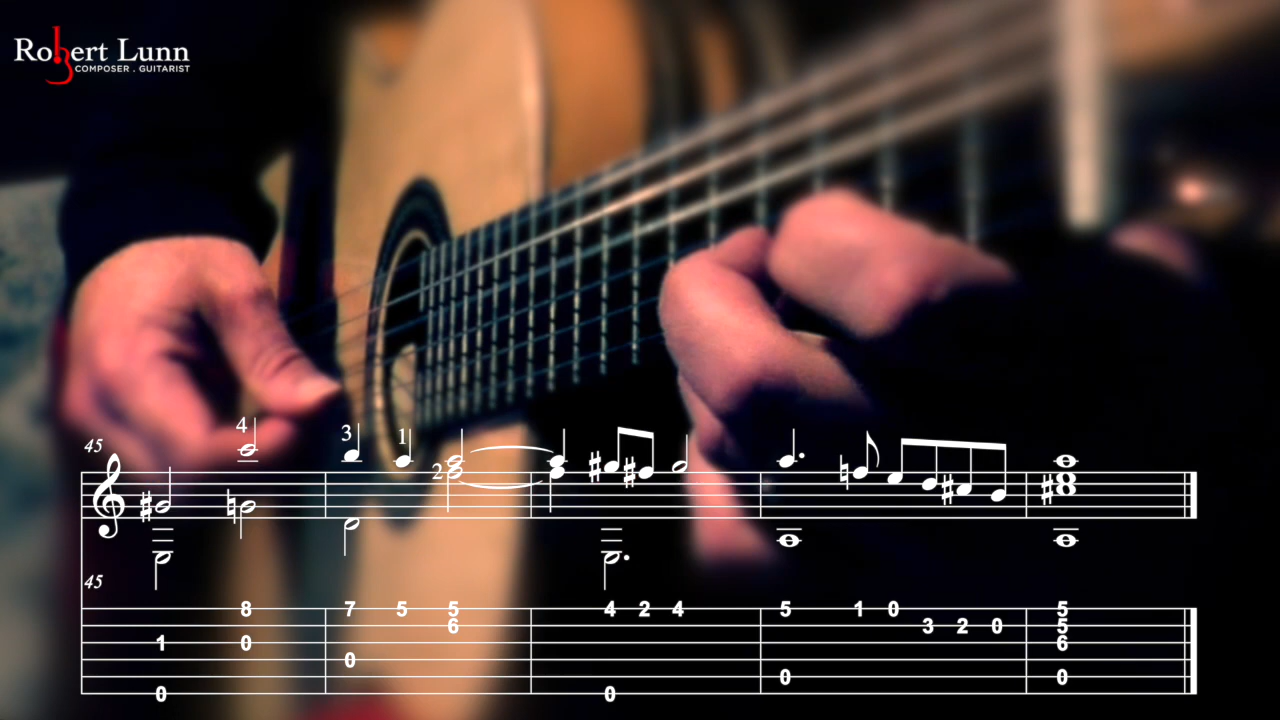 Robert Lunn
COMPOSER . GUITARIST
45 4 3 1
2
45
8 7 5 5 4 2 4 5 1 0 5
6 3 2 0 5
1 0 6
0
0 0
0 0